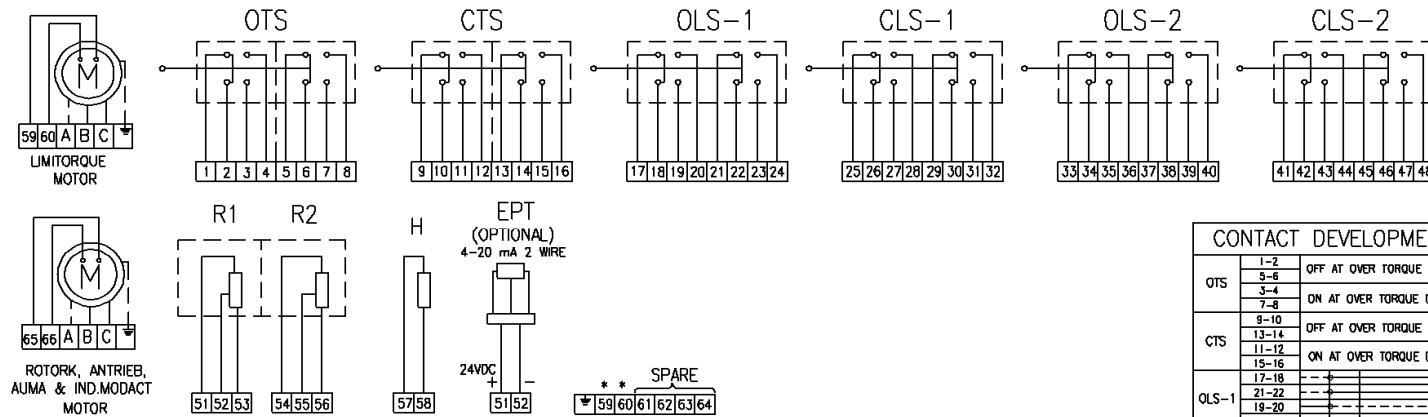 OTS CTS OLS-1 CLS-1 OLS-2 CLS-2
M
59 60 A B C
LIMITORQUE
MOTOR
1 2 3 4 5 6 7 8
9 10 11 12 13 14 15 16
17 18 19 20 21 22 23 24
25 26 27 28 29 30 31 32
33 34 35 36 37 38 39 40
41 42 43 44 45 46 47 48
M
65 66 A B C
ROTORK, ANTRIEB,
AUMA & IND.MODACT
MOTOR
R1 R2
51 52 53 54 55 56
H
57 58
EPT
(OPTIONAL)
4-20 mA 2 WIRE
24VDC
+ -
51 52
* * SPARE
59 60 61 62 63 64
CONTACT DEVELOPME
OTS
1-2
5-6
OFF AT OVER TORQUE
3-4
7-8
ON AT OVER TORQUE
CTS
9-10
13-14
OFF AT OVER TORQUE
11-12
15-16
ON AT OVER TORQUE
OLS-1
17-18
21-22
19-20